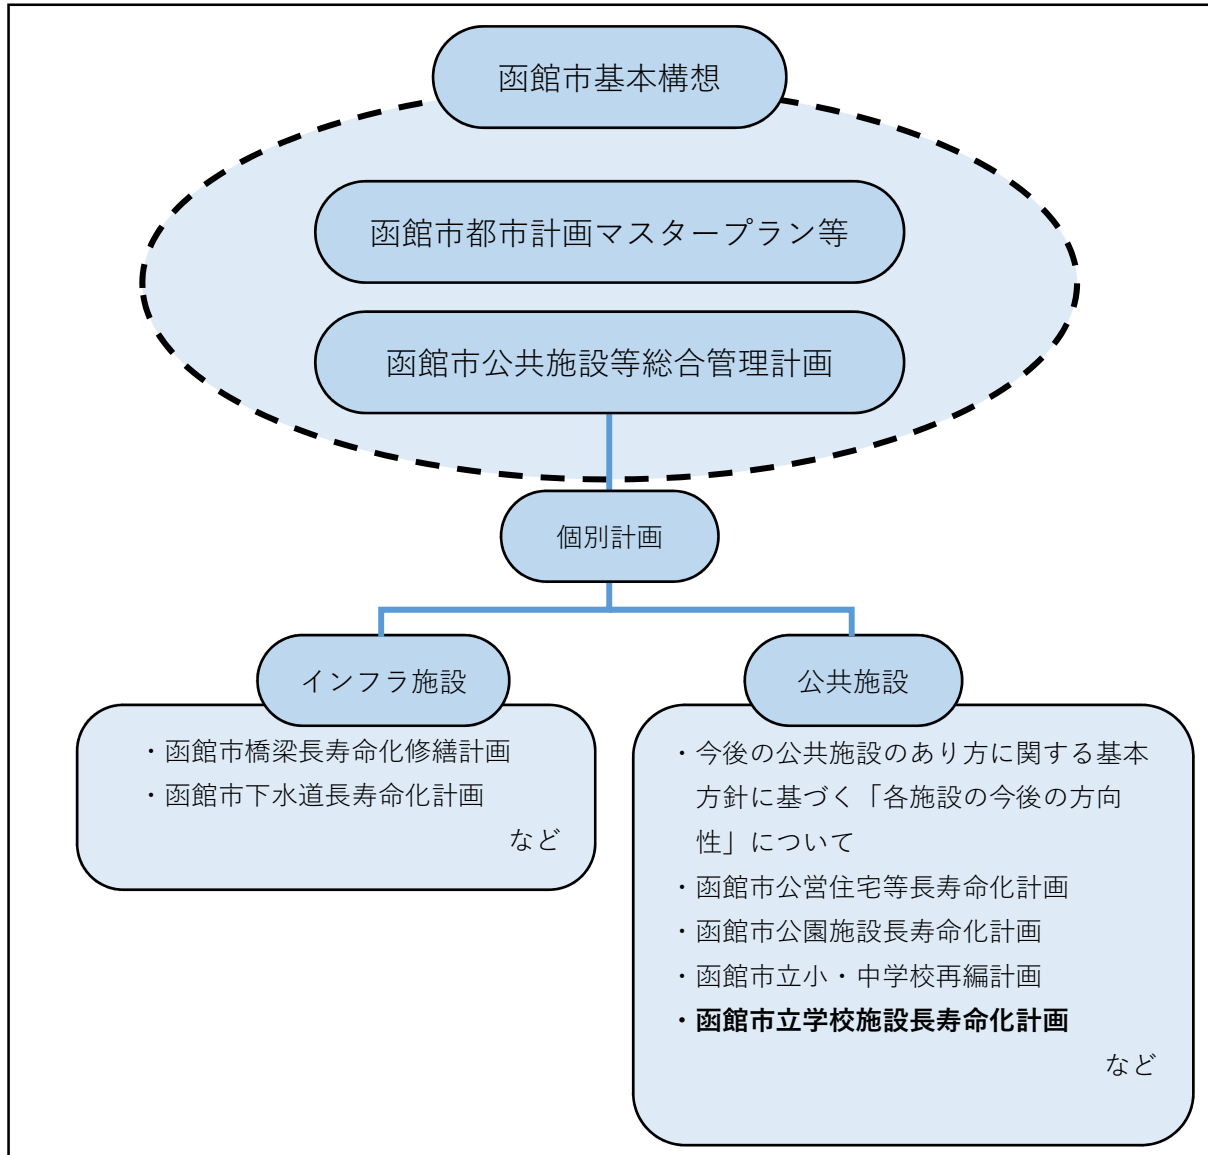 函館市基本構想
函館市都市計画マスタープラン等
函館市公共施設等総合管理計画
個別計画
インフラ施設
・函館市橋梁長寿命化修繕計画
・函館市下水道長寿命化計画
など
公共施設
・今後の公共施設のあり方に関する基本
方針に基づく「各施設の今後の方向
性」について
・函館市公営住宅等長寿命化計画
・函館市公園施設長寿命化計画
・函館市立小・中学校再編計画
・函館市立学校施設長寿命化計画
など